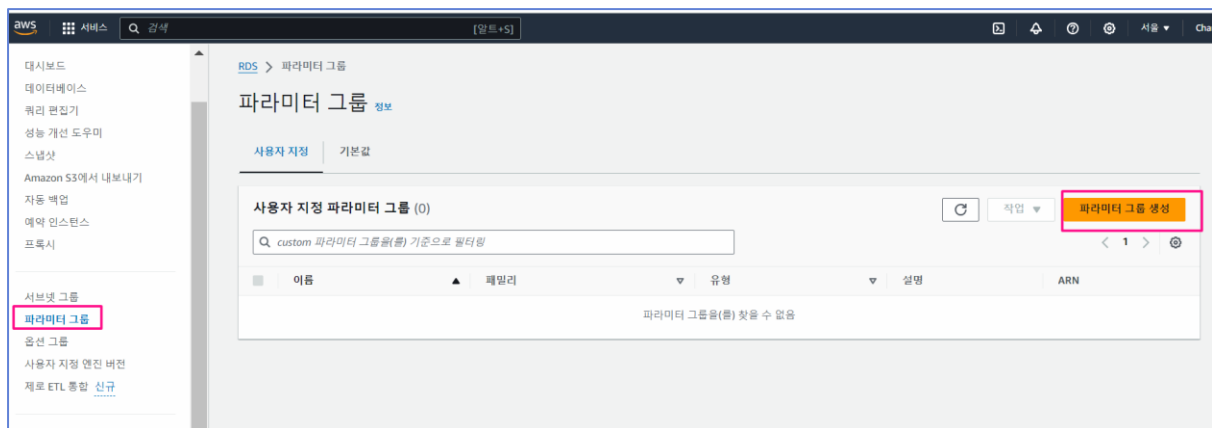 aws 서비스 검색 [알트+S] 서울 ▼ Cha
대시보드
데이터베이스
쿼리 편집기
성능 개선 도우미
스냅샷
Amazon S3에서 내보내기
자동 백업
예약 인스턴스
프록시
서브넷 그룹
파라미터 그룹
옵션 그룹
사용자 지정 엔진 버전
제로 ETL 통합 신규
RDS > 파라미터 그룹
파라미터 그룹 정보
사용자 지정 기본값
사용자 지정 파라미터 그룹 (0) 작업 ▼ 파라미터 그룹 생성
custom 파라미터 그룹을(를) 기준으로 필터링 < 1 >
이름 ▲ 패밀리 ▽ 유형 ▽ 설명 ARN
파라미터 그룹을(를) 찾을 수 없음